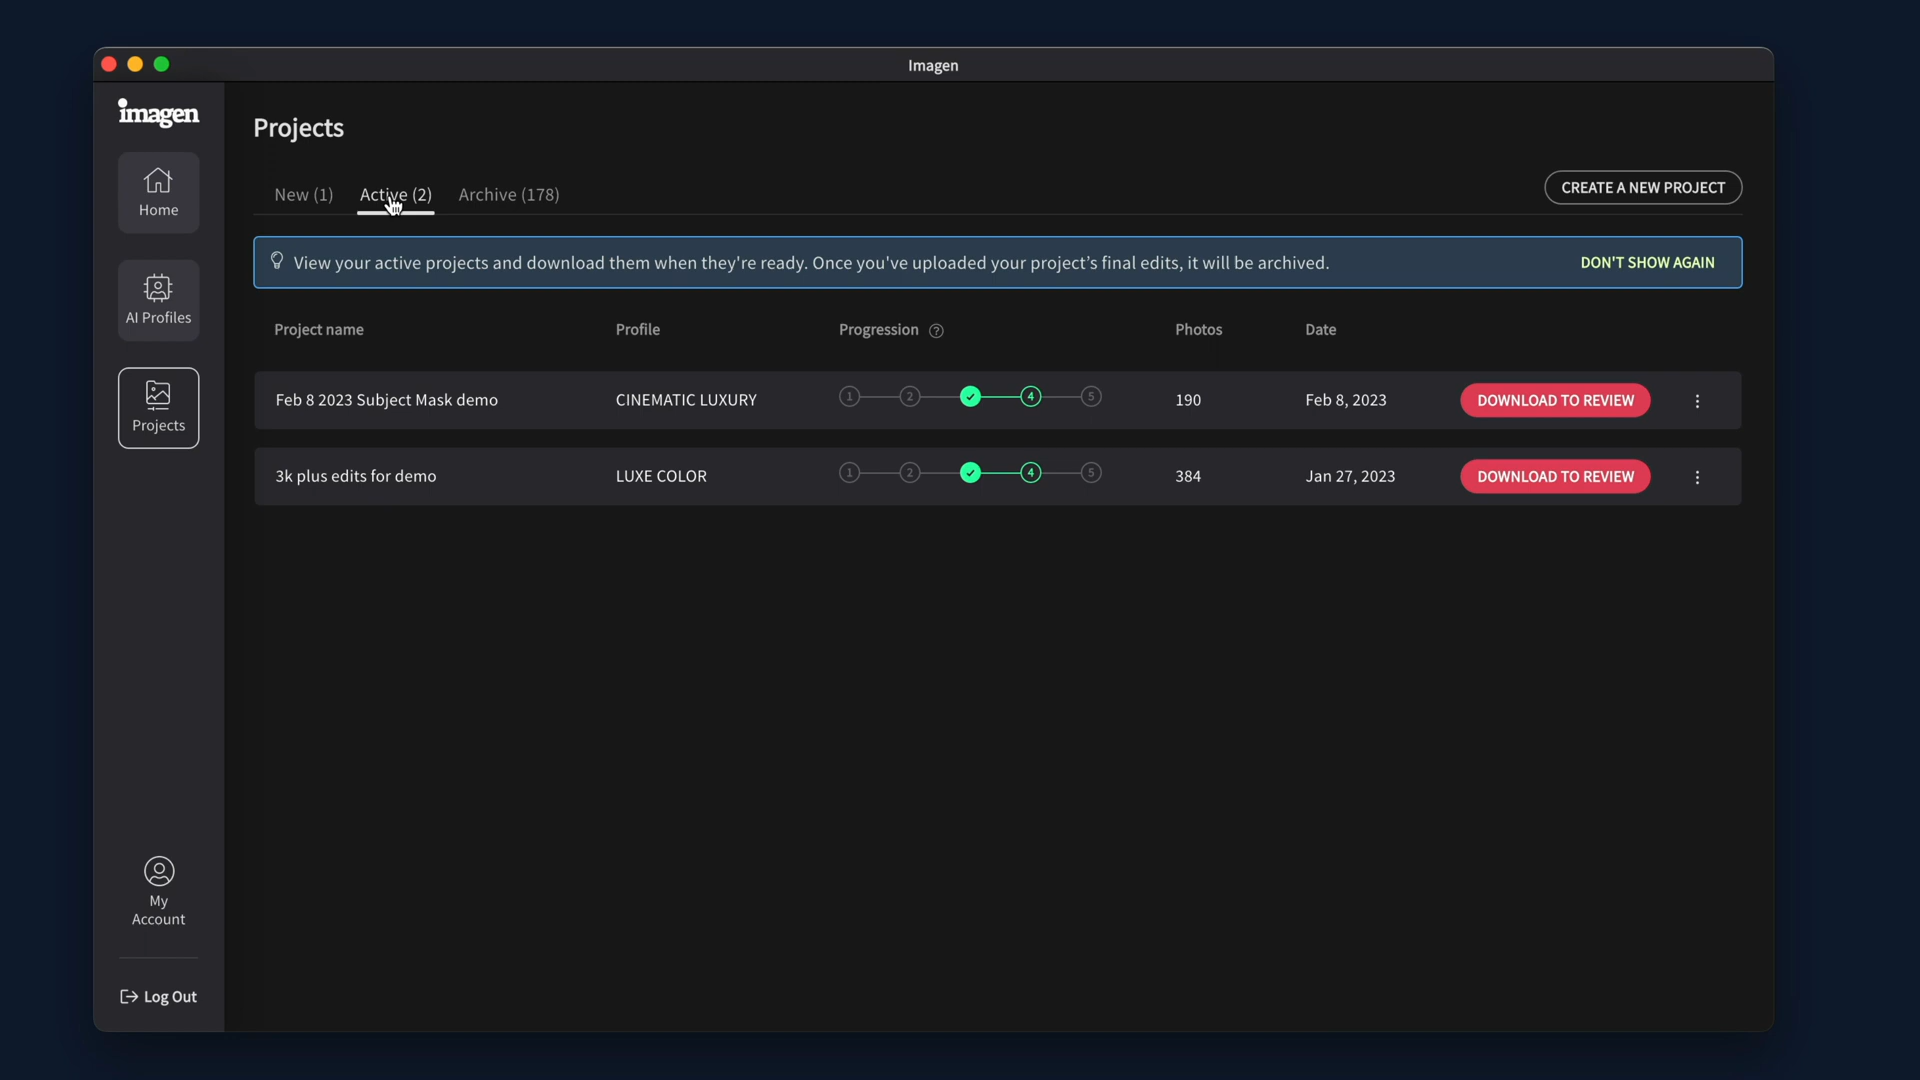 Imagen
imagen
Home
AI Profiles
Projects
My
Account
Log Out
Projects
New (1) Active (2) Archive (178)
CREATE A NEW PROJECT
View your active projects and download them when they're ready. Once you've uploaded your project's final edits, it will be archived. DON'T SHOW AGAIN
Project name Profile Progression ? Photos Date
Feb 8 2023 Subject Mask demo CINEMATIC LUXURY 1 2 4 5 190 Feb 8, 2023 DOWNLOAD TO REVIEW
3k plus edits for demo LUXE COLOR 1 2 4 5 384 Jan 27, 2023 DOWNLOAD TO REVIEW